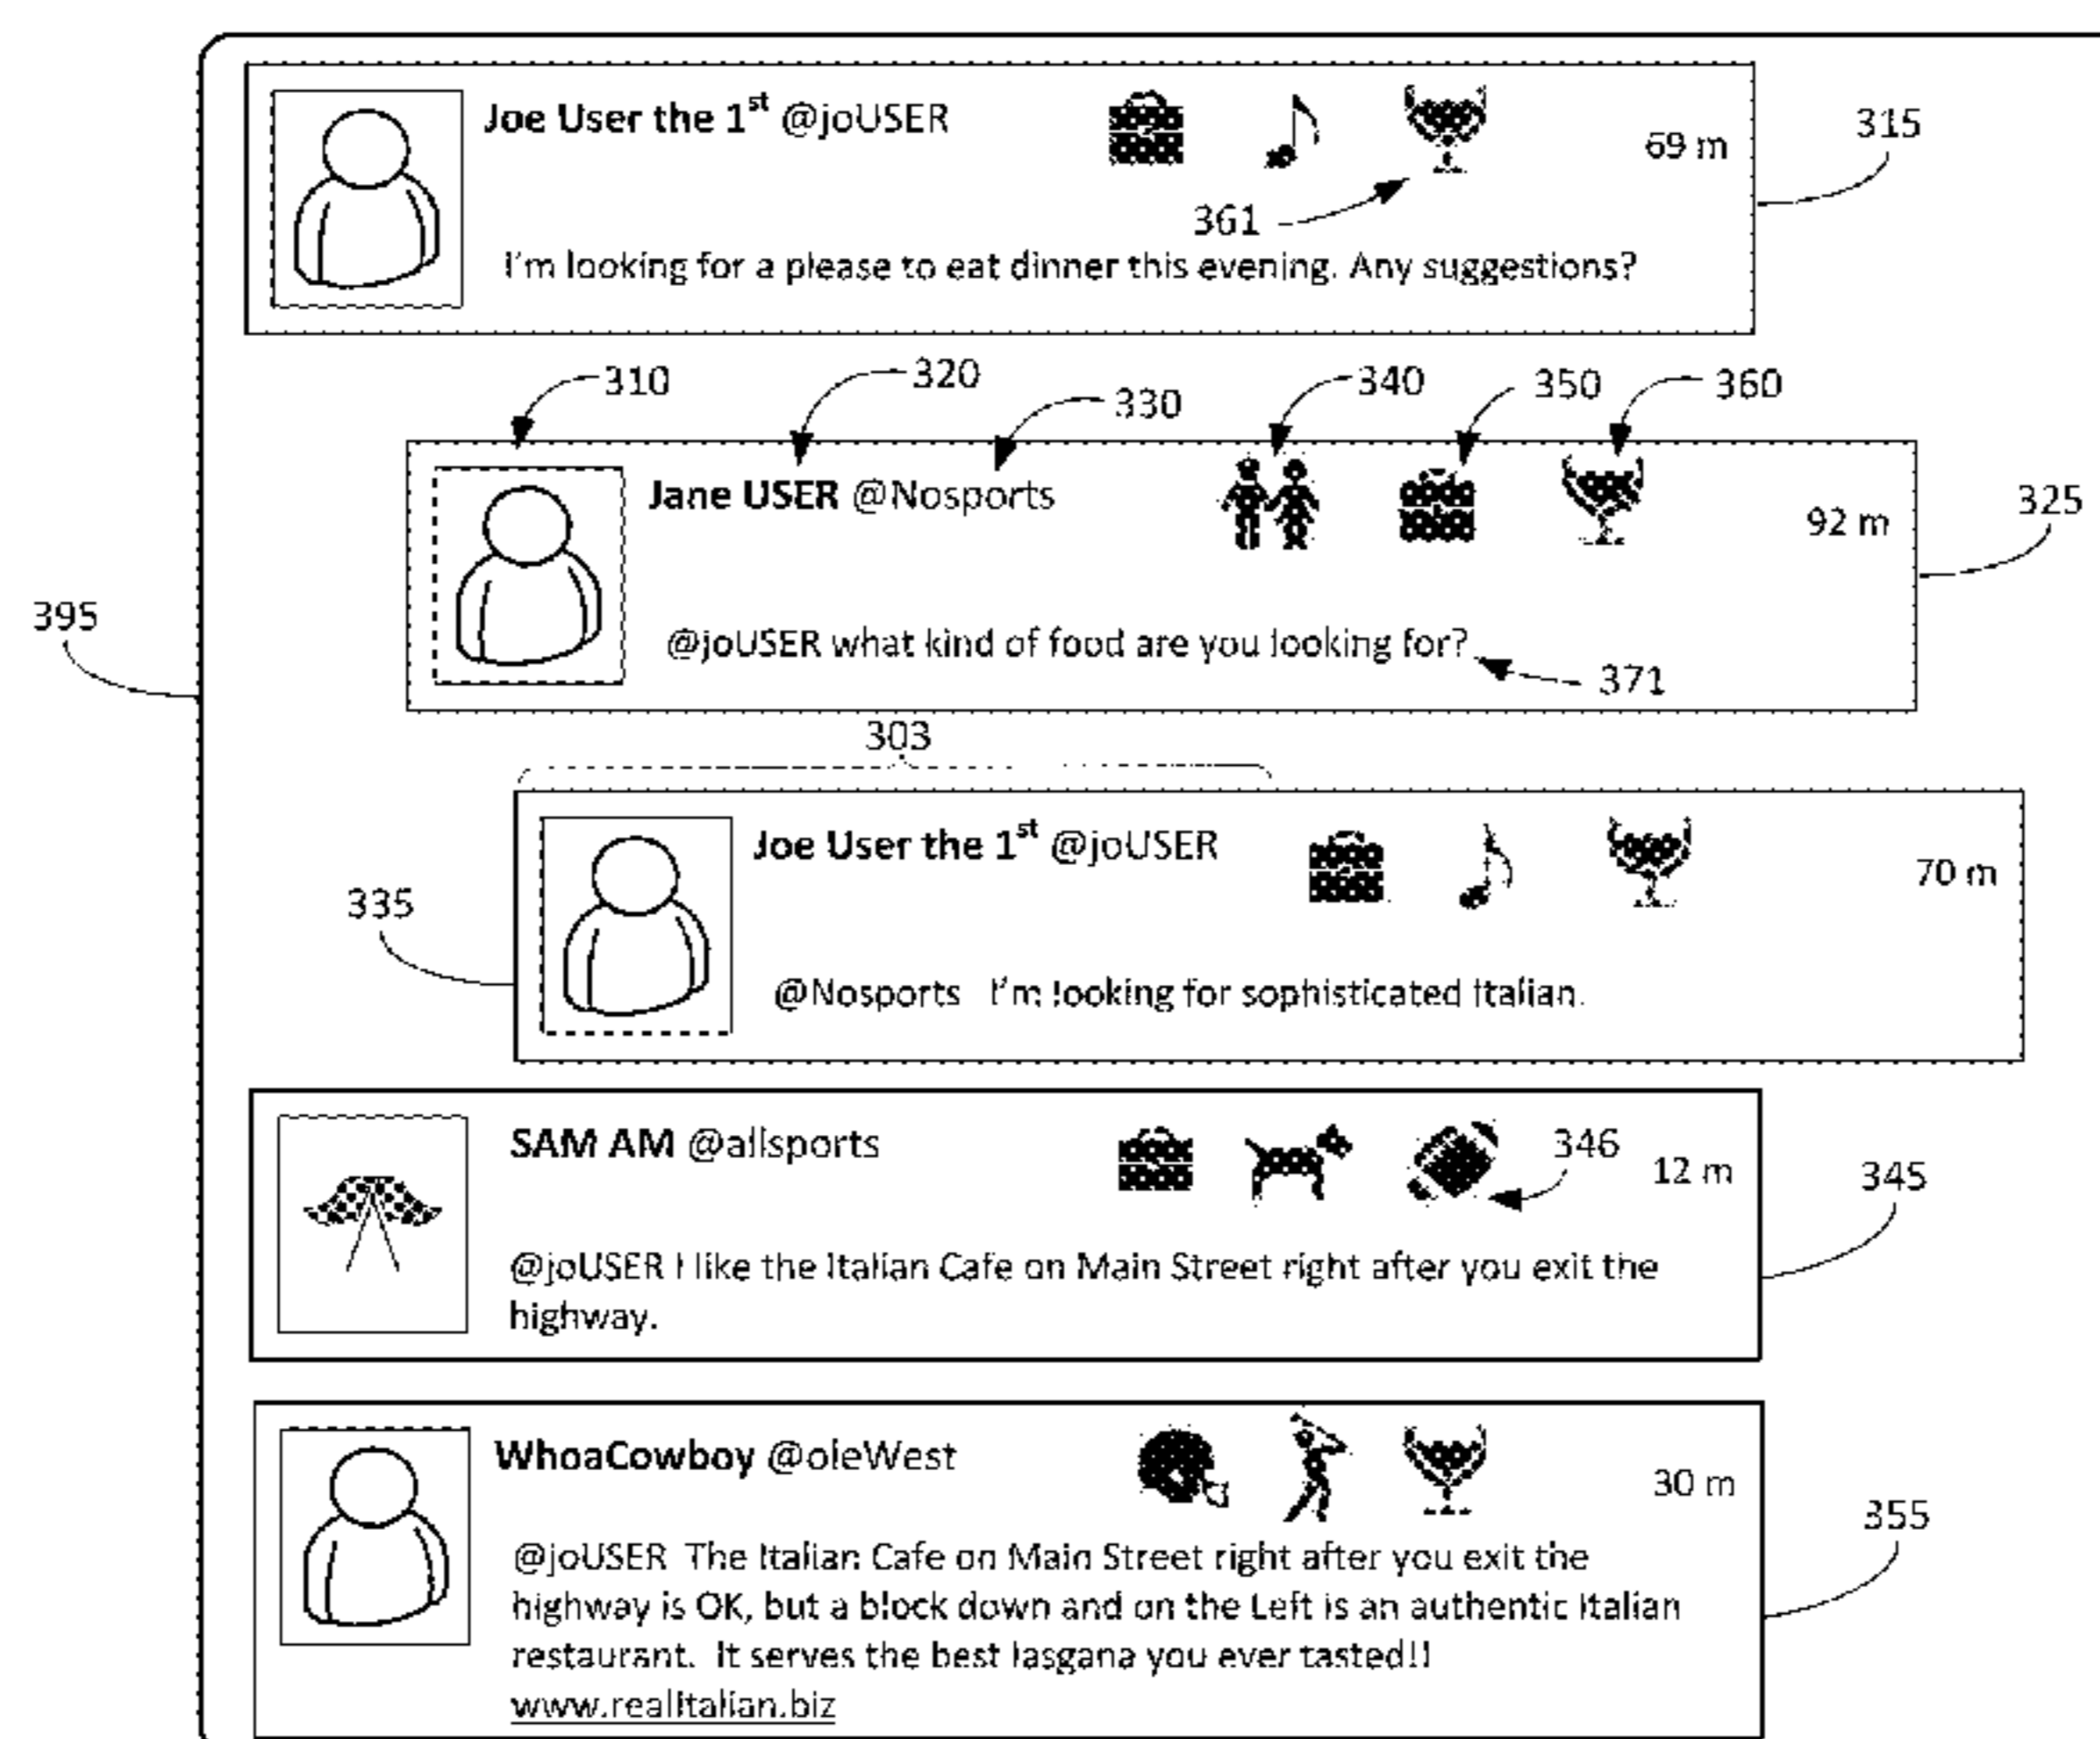 Joe User the 1st @joUSER
69 m
315
361
I'm looking for a please to eat dinner this evening. Any suggestions?
310
320
330
340
350
360
Jane USER @Nosports
92 m
325
395
@joUSER what kind of food are you looking for?
371
303
Joe User the 1st @joUSER
70 m
335
@Nosports I'm looking for sophisticated Italian.
SAM AM @allsports
346
12 m
345
@joUSER I like the Italian Cafe on Main Street right after you exit the
highway.
WhoaCowboy @oleWest
30 m
355
@joUSER The Italian Cafe on Main Street right after you exit the
highway is OK, but a block down and on the Left is an authentic Italian
restaurant. It serves the best lasgana you ever tasted!!
www.realitalian.biz